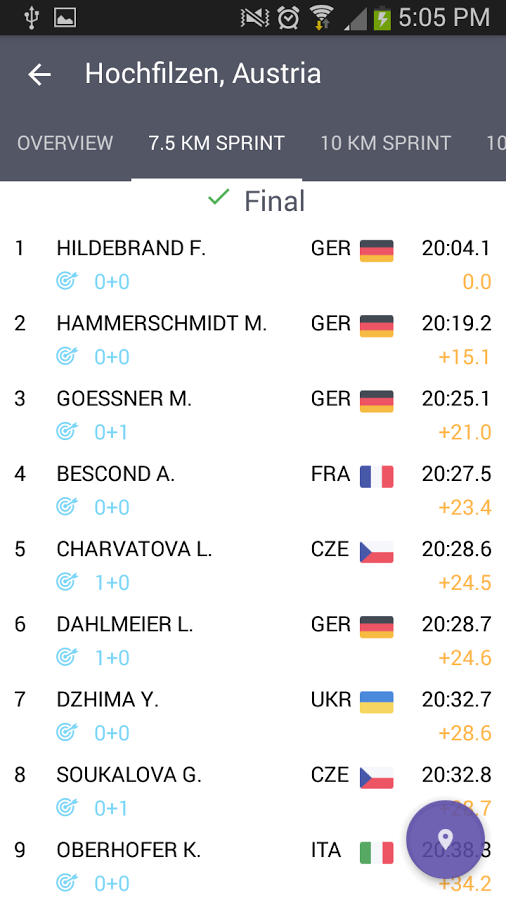 5:05 PM
Hochfilzen, Austria
OVERVIEW 7.5 KM SPRINT 10 KM SPRINT 10
Final
1 HILDEBRAND F. GER 20:04.1
0+0 0.0
2 HAMMERSCHMIDT M. GER 20:19.2
0+0 +15.1
3 GOESSNER M. GER 20:25.1
0+1 +21.0
4 BESCOND A. FRA 20:27.5
0+0 +23.4
5 CHARVATOVA L. CZE 20:28.6
1+0 +24.5
6 DAHLMEIER L. GER 20:28.7
1+0 +24.6
7 DZHIMA Y. UKR 20:32.7
0+0 +28.6
8 SOUKALOVA G. CZE 20:32.8
0+1 +28.7
9 OBERHOFER K. ITA 20:38.3
0+0 +34.2